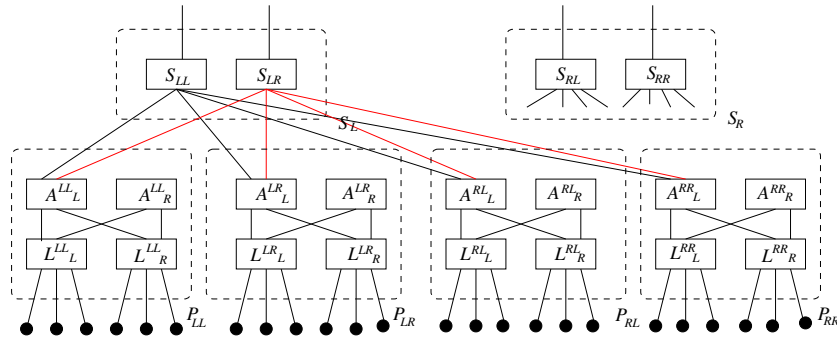 S_LL S_LR S_RL S_RR
S_L S_R
A^LL_L A^LL_R A^LR_L A^LR_R A^RL_L A^RL_R A^RR_L A^RR_R
L^LL_L L^LL_R L^LR_L L^LR_R L^RL_L L^RL_R L^RR_L L^RR_R
P_LL P_LR P_RL P_RR